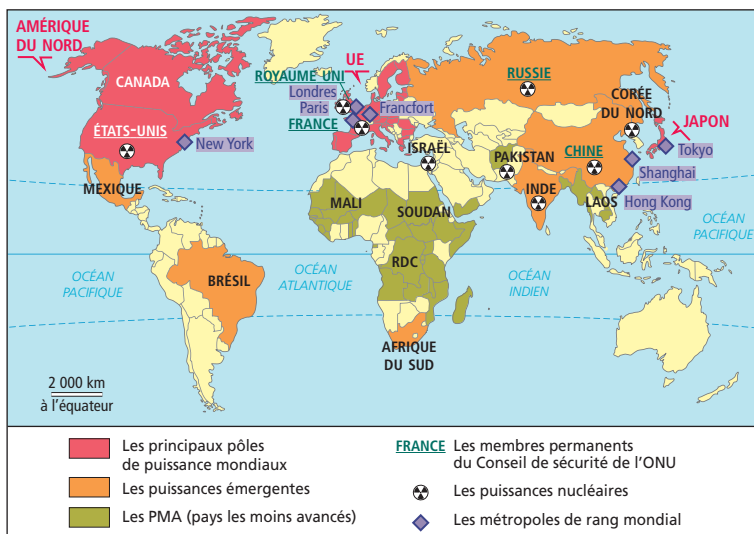 AMÉRIQUE
DU NORD
CANADA
ÉTATS-UNIS
New York
MEXIQUE
BRÉSIL
ROYAUME UNI
UE
Londres
Paris
Francfort
FRANCE
ISRAËL
RUSSIE
CORÉE
DU NORD
JAPON
Tokyo
CHINE
Shanghai
PAKISTAN
INDE
LAOS
Hong Kong
MALI
SOUDAN
RDC
AFRIQUE
DU SUD
OCÉAN
PACIFIQUE
OCÉAN
ATLANTIQUE
OCÉAN
INDIEN
OCÉAN
PACIFIQUE
2 000 km
à l'équateur
Les principaux pôles
de puissance mondiaux
Les puissances émergentes
Les PMA (pays les moins avancés)
FRANCE Les membres permanents
du Conseil de sécurité de l'ONU
Les puissances nucléaires
Les métropoles de rang mondial